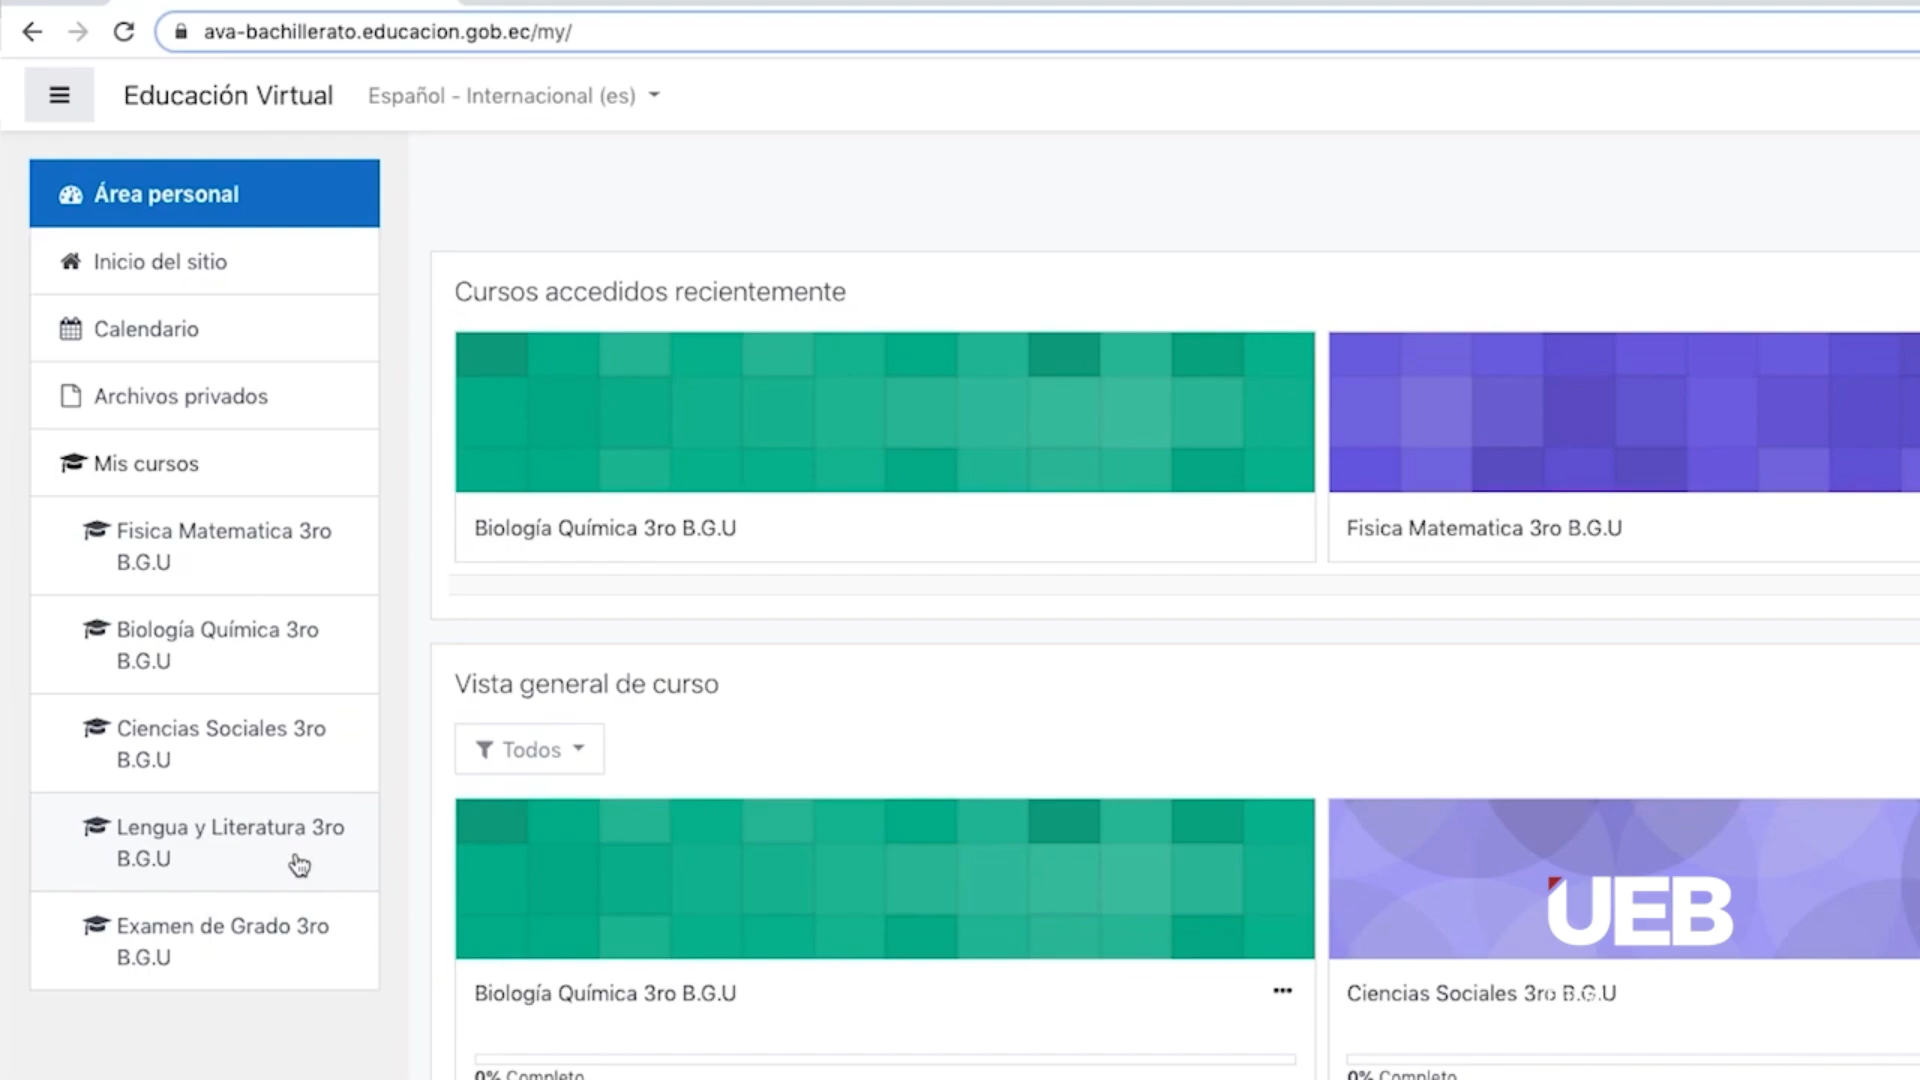 ava-bachillerato.educacion.gob.ec/my/
Educación Virtual
Español - Internacional (es)
Área personal
Inicio del sitio
Calendario
Archivos privados
Mis cursos
Fisica Matematica 3ro
B.G.U
Biología Química 3ro
B.G.U
Ciencias Sociales 3ro
B.G.U
Lengua y Literatura 3ro
B.G.U
Examen de Grado 3ro
B.G.U
Cursos accedidos recientemente
Biología Química 3ro B.G.U
Fisica Matematica 3ro B.G.U
Vista general de curso
Todos
UEB
Biología Química 3ro B.G.U
Ciencias Sociales 3ro B.G.U
0% Completo
0% Completo